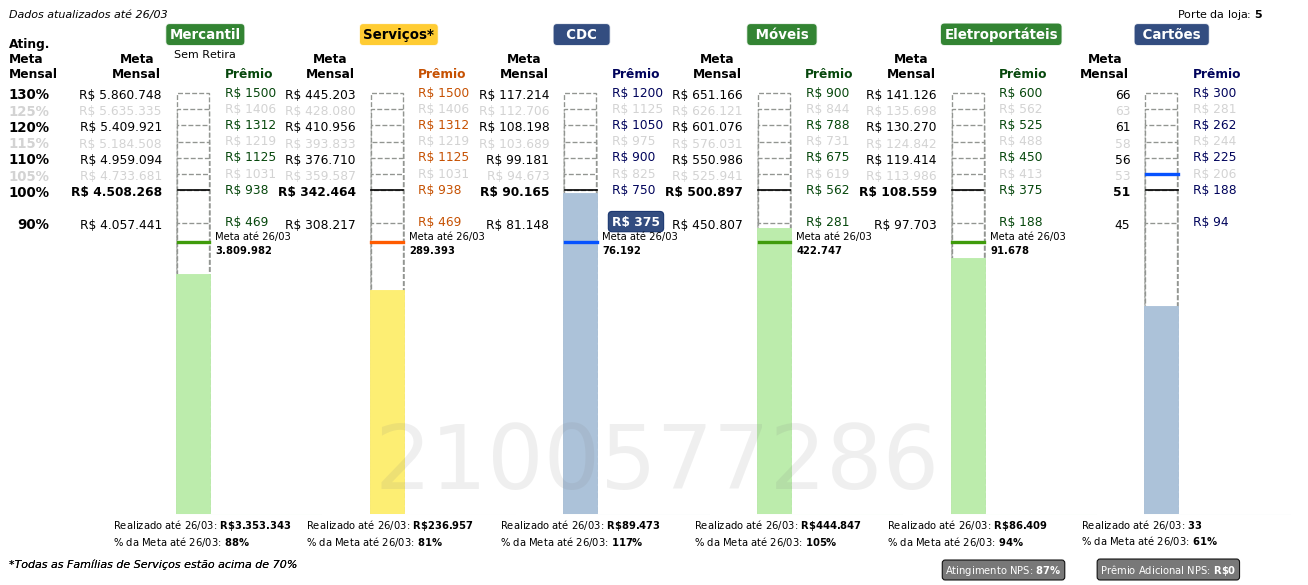 Dados atualizados até 26/03 Porte da loja: 5
Mercantil Serviços* CDC Móveis Eletroportáteis Cartões
Ating. Meta Mensal Meta Mensal Sem Retira Prêmio Meta Mensal Prêmio Meta Mensal Prêmio Meta Mensal Prêmio Meta Mensal Prêmio Meta Mensal Prêmio
130% R$ 5.860.748 R$ 1500 R$ 445.203 R$ 1500 R$ 117.214 R$ 1200 R$ 651.166 R$ 900 R$ 141.126 R$ 600 66 R$ 300
125% R$ 5.635.335 R$ 1406 R$ 428.080 R$ 1406 R$ 112.706 R$ 1125 R$ 626.121 R$ 844 R$ 135.698 R$ 562 63 R$ 281
120% R$ 5.409.921 R$ 1312 R$ 410.956 R$ 1312 R$ 108.198 R$ 1050 R$ 601.076 R$ 788 R$ 130.270 R$ 525 61 R$ 262
115% R$ 5.184.508 R$ 1219 R$ 393.833 R$ 1219 R$ 103.689 R$ 975 R$ 576.031 R$ 731 R$ 124.842 R$ 488 58 R$ 244
110% R$ 4.959.094 R$ 1125 R$ 376.710 R$ 1125 R$ 99.181 R$ 900 R$ 550.986 R$ 675 R$ 119.414 R$ 450 56 R$ 225
105% R$ 4.733.681 R$ 1031 R$ 359.587 R$ 1031 R$ 94.673 R$ 825 R$ 525.941 R$ 619 R$ 113.986 R$ 413 53 R$ 206
100% R$ 4.508.268 R$ 938 R$ 342.464 R$ 938 R$ 90.165 R$ 750 R$ 500.897 R$ 562 R$ 108.559 R$ 375 51 R$ 188
90% R$ 4.057.441 R$ 469 R$ 308.217 R$ 469 R$ 81.148 R$ 375 R$ 450.807 R$ 281 R$ 97.703 R$ 188 45 R$ 94
Meta até 26/03 Meta até 26/03 Meta até 26/03 Meta até 26/03 Meta até 26/03
3.809.982 289.393 76.192 422.747 91.678
2100577286
Realizado até 26/03: R$3.353.343 Realizado até 26/03: R$236.957 Realizado até 26/03: R$89.473 Realizado até 26/03: R$444.847 Realizado até 26/03: R$86.409 Realizado até 26/03: 33
% da Meta até 26/03: 88% % da Meta até 26/03: 81% % da Meta até 26/03: 117% % da Meta até 26/03: 105% % da Meta até 26/03: 94% % da Meta até 26/03: 61%
*Todas as Famílias de Serviços estão acima de 70% Atingimento NPS: 87% Prêmio Adicional NPS: R$0